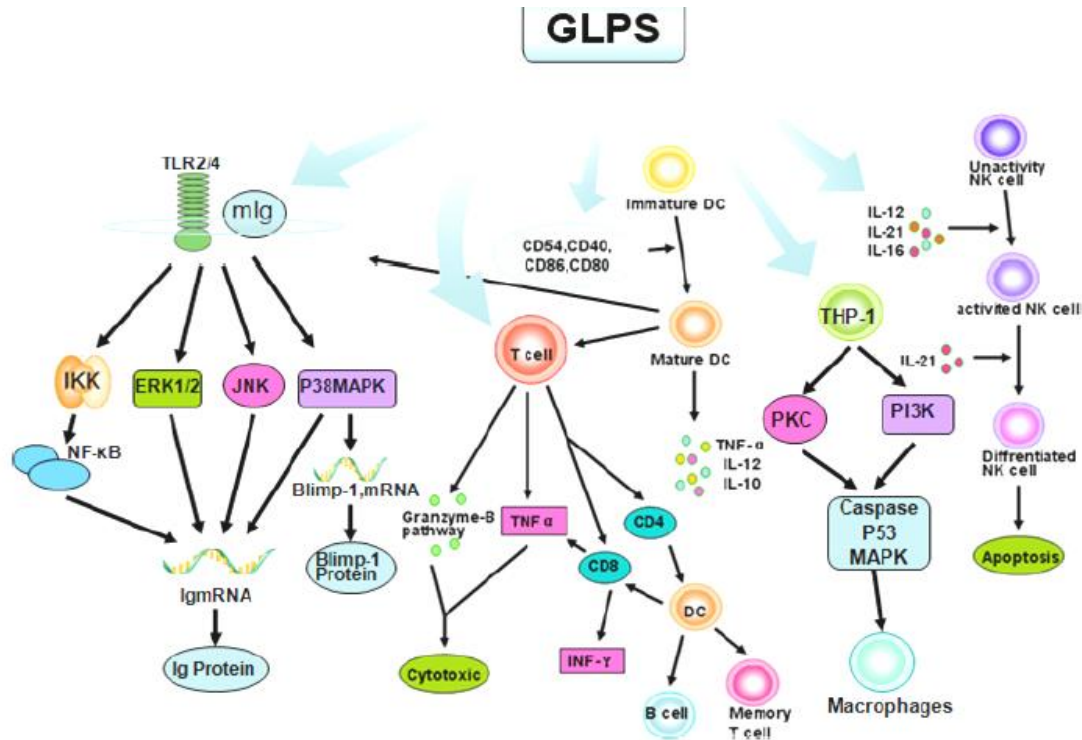 GLPS
TLR2/4
mIg
IKK
ERK1/2
JNK
P38MAPK
NF-κB
Blimp-1,mRNA
Blimp-1
Protein
IgmRNA
Ig Protein
Immature DC
CD54,CD40,
CD86,CD80
Mature DC
T cell
TNF-α
IL-12
IL-10
Granzyme-B
pathway
TNF α
CD4
CD8
DC
Cytotoxic
INF-γ
B cell
Memory
T cell
THP-1
PKC
PI3K
Caspase
P53
MAPK
Macrophages
Unactivity
NK cell
IL-12
IL-21
IL-16
activited NK cell
IL-21
Diffrentiated
NK cell
Apoptosis